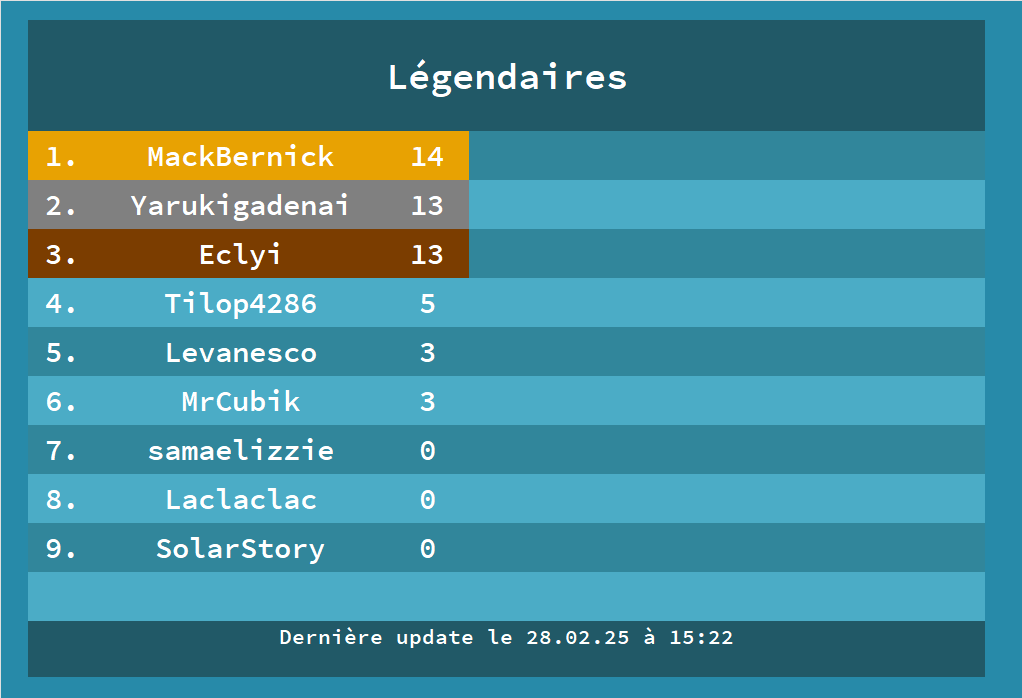 Légendaires
1. MackBernick 14
2. Yarukigadenai 13
3. Eclyi 13
4. Tilop4286 5
5. Levanesco 3
6. MrCubik 3
7. samaelizzie 0
8. Laclaclac 0
9. SolarStory 0
Dernière update le 28.02.25 à 15:22